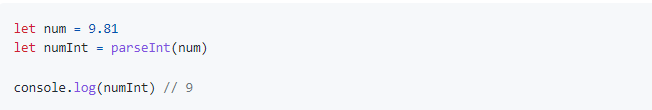 let num = 9.81
let numInt = parseInt(num)
console.log(numInt) // 9